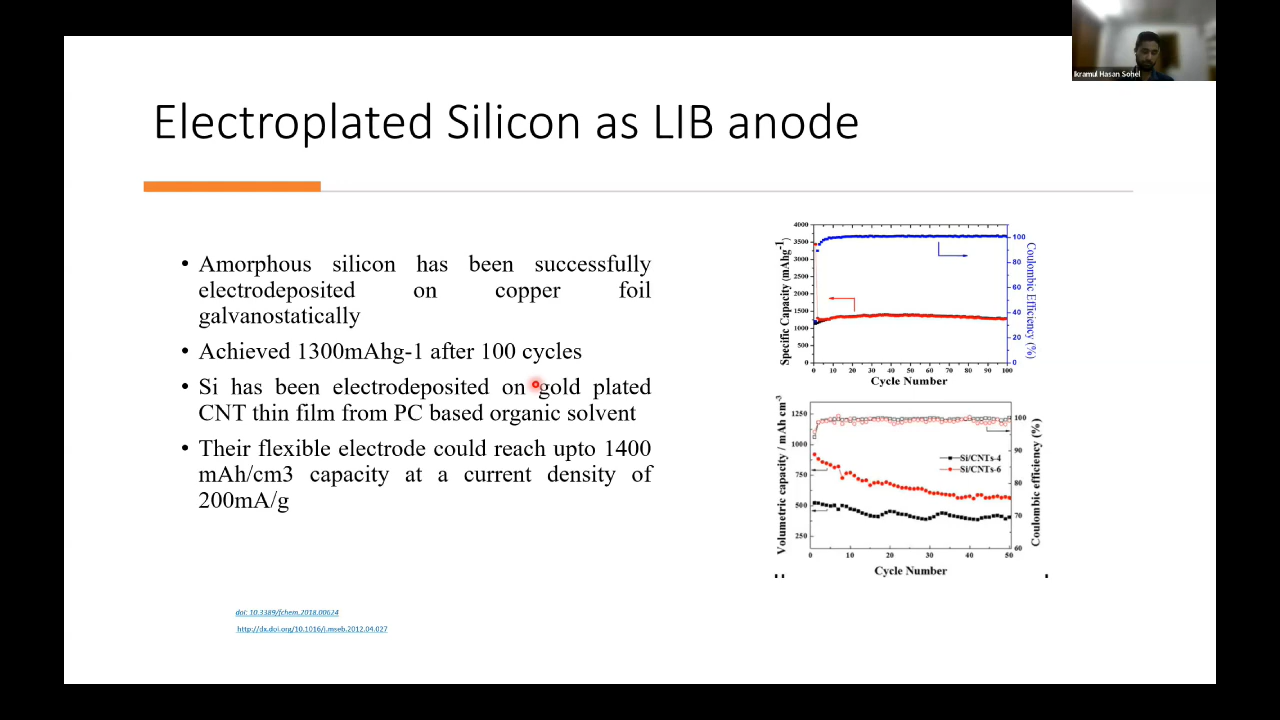 Ikramul Hasan Sohel
Electroplated Silicon as LIB anode
• Amorphous silicon has been successfully
electrodeposited on copper foil
galvanostatically
• Achieved 1300mAhg-1 after 100 cycles
• Si has been electrodeposited on gold plated
CNT thin film from PC based organic solvent
• Their flexible electrode could reach upto 1400
mAh/cm3 capacity at a current density of
200mA/g
doi: 10.3389/fchem.2018.00624
http://dx.doi.org/10.1016/j.mseb.2012.04.027
Specific Capacity (mAhg-1)
4000
3500
3000
2500
2000
1500
1000
500
0
0 10 20 30 40 50 60 70 80 90 100
Cycle Number
100
80
60
40
20
0
Coulombic Efficiency (%)
Volumetric capacity / mAh cm-3
1250
1000
750
500
250
Si/CNTs-4
Si/CNTs-6
0 10 20 30 40 50
Cycle Number
100
90
80
70
60
Coulombic efficiency (%)